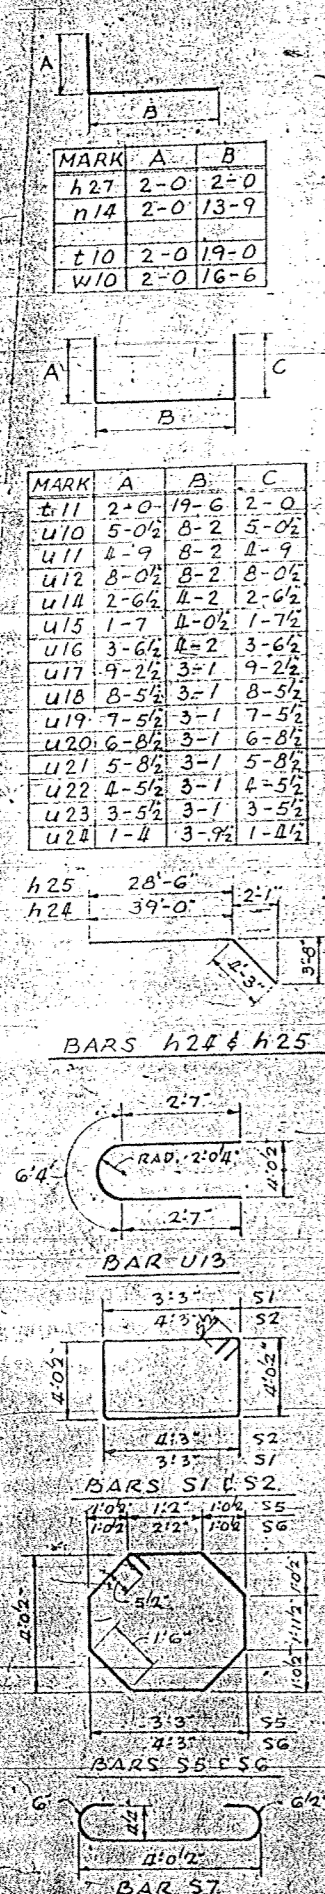 A
B
MARK A B
h27 2-0 2-0
n14 2-0 13-9
t10 2-0 19-0
w10 2-0 16-6
A
C
B
MARK A B C
t11 2-0 19-6 2-0
u10 5-0½ 8-2 5-0½
u11 4-9 8-2 4-9
u12 8-0½ 8-2 8-0½
u14 2-6½ 4-2 2-6½
u15 1-7 4-0½ 1-7½
u16 3-6½ 4-2 3-6½
u17 9-2½ 3-1 9-2½
u18 8-5½ 3-1 8-5½
u19 7-5½ 3-1 7-5½
u20 6-8½ 3-1 6-8½
u21 5-8½ 3-1 5-8½
u22 4-5½ 3-1 4-5½
u23 3-5½ 3-1 3-5½
u24 1-4 3-9½ 1-4½
h25 28'-6"
h24 39'-0" 2'-1"
4'-3" 3'-8"
BARS h24 & h25
2'-7"
6'-4" RAD. 2'-0¼" 4'-0½"
2'-7"
BAR U13
3'-3" S1
4'-3" S2
4'-0½" 4'-0½"
4'-3" S2
3'-3" S1
BARS S1 & S2
1'-0½" 1'-2" 1'-0½" S5
1'-0½" 2'-2" 1'-0½" S6
4'-0½" 5½" 1'-0½"
1'-6" 1'-11½"
1'-0½"
3'-3" S5
4'-3" S6
BARS S5 & S6
6" 4½" 6½"
4'-0½"
BAR S7